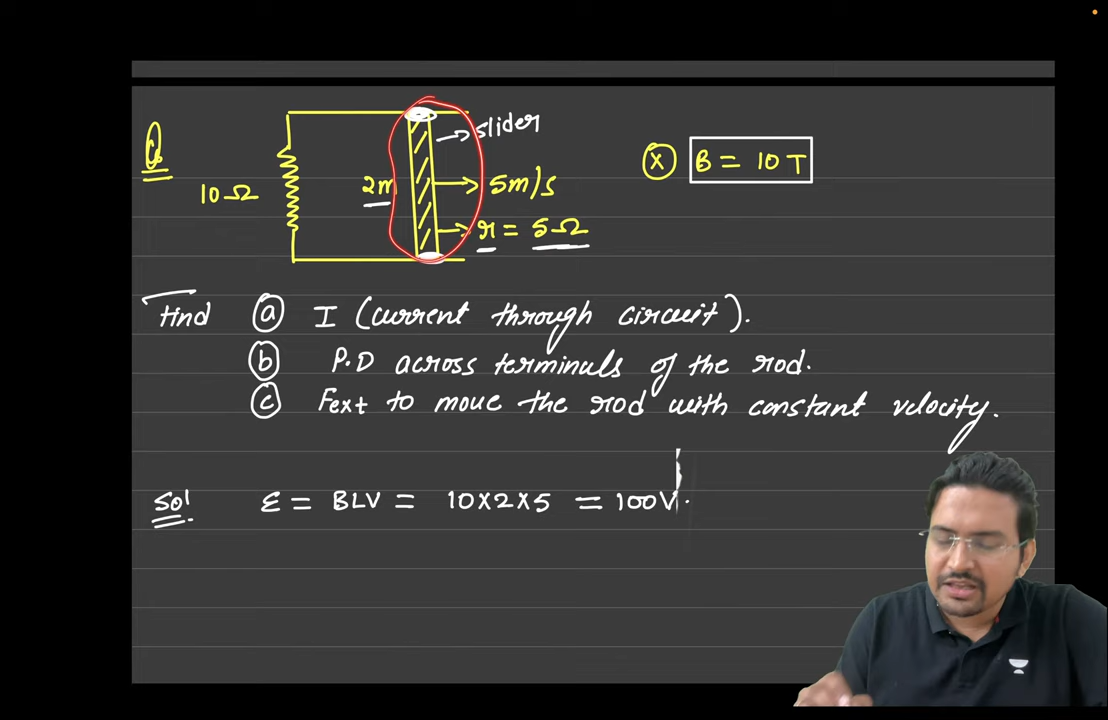 Q.
slider
10Ω
2m
5m/s
r = 5Ω
(X) B = 10T
Find (a) I (current through circuit).
(b) P.D across terminals of the rod.
(c) Fext to move the rod with constant velocity.
Sol
ε = BLV = 10×2×5 = 100V.